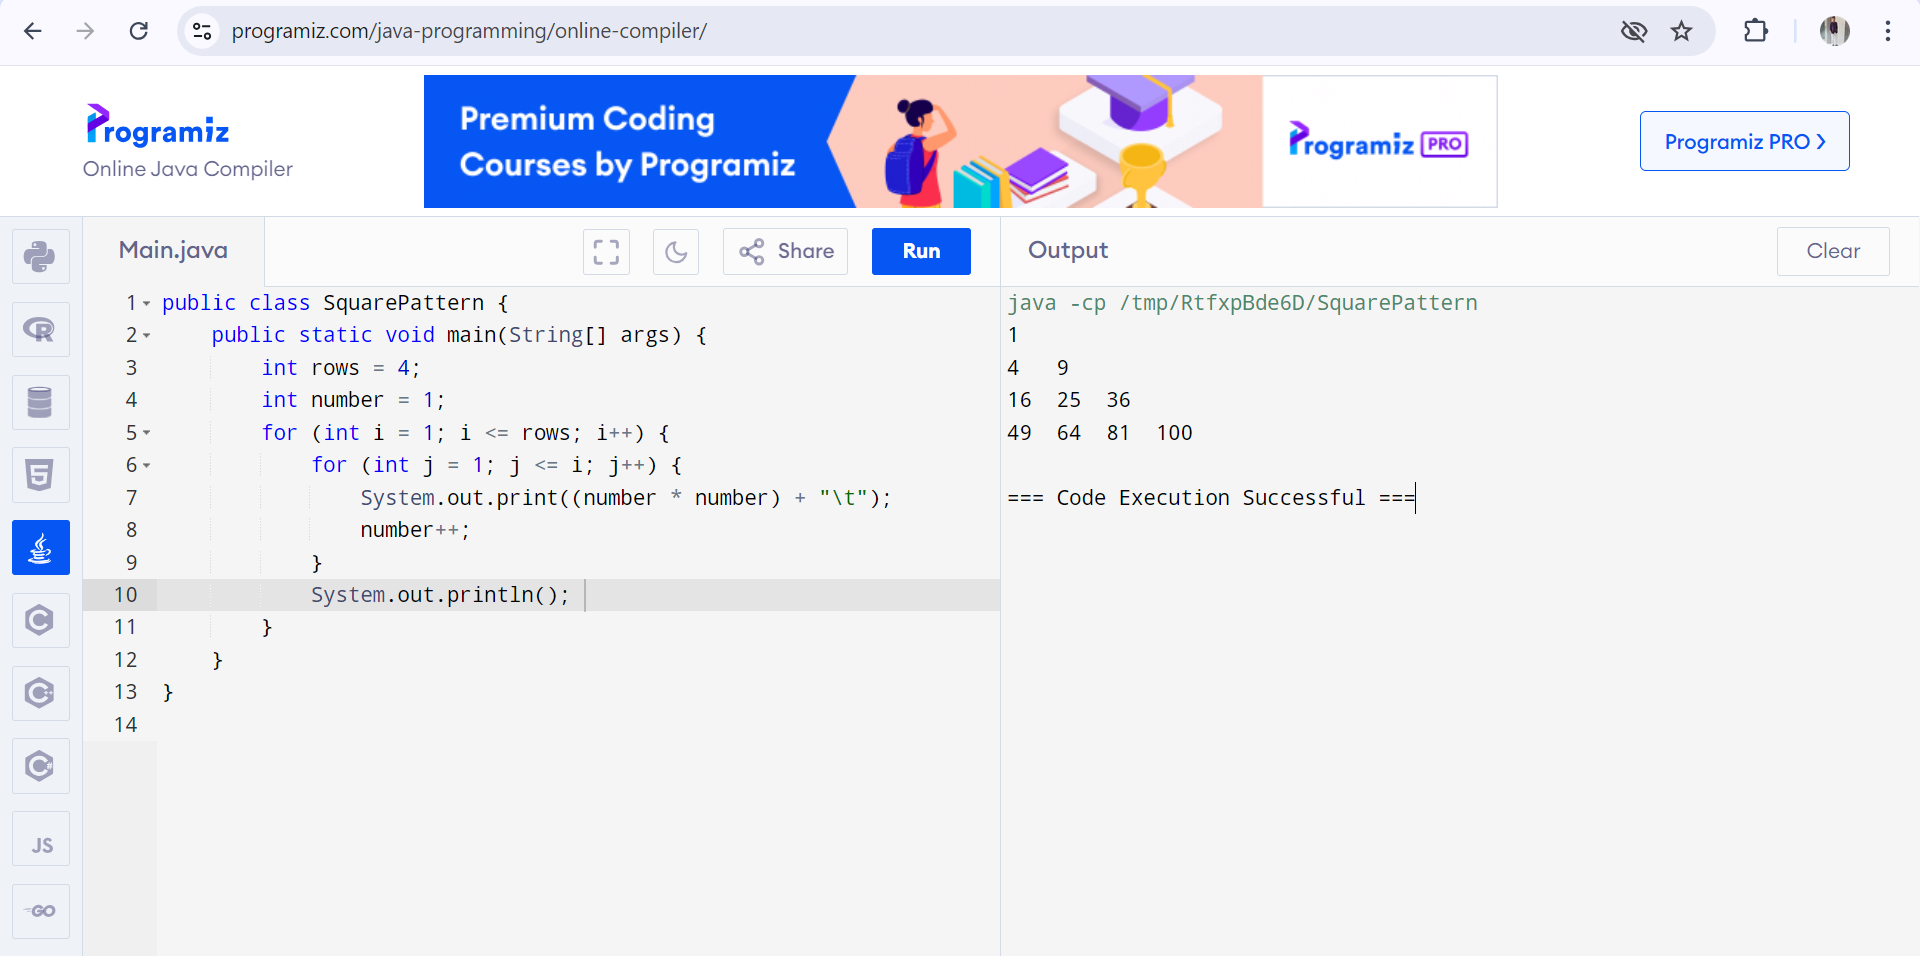 programiz.com/java-programming/online-compiler/
Programiz
Online Java Compiler
Premium Coding
Courses by Programiz
Programiz PRO
Programiz PRO ›
Main.java
Share
Run
Output
Clear
1 public class SquarePattern {
2     public static void main(String[] args) {
3         int rows = 4;
4         int number = 1;
5         for (int i = 1; i <= rows; i++) {
6             for (int j = 1; j <= i; j++) {
7                 System.out.print((number * number) + "\t");
8                 number++;
9             }
10             System.out.println();
11         }
12     }
13 }
14
java -cp /tmp/RtfxpBde6D/SquarePattern
1
4   9
16  25  36
49  64  81  100
=== Code Execution Successful ===
R
5
C
C++
C#
JS
GO